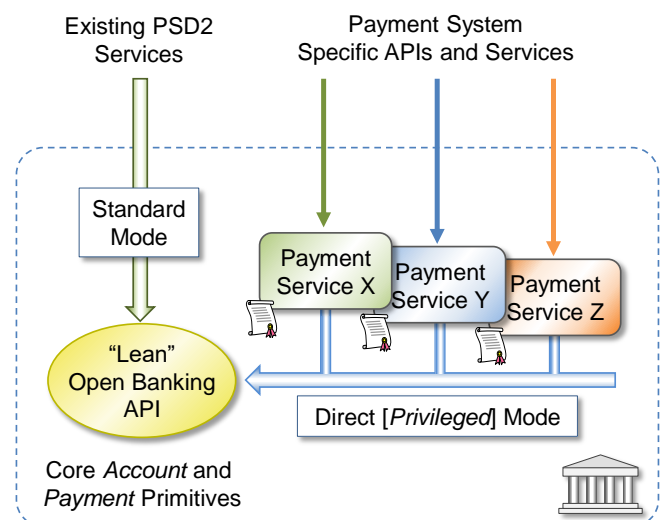 Existing PSD2
Services
Payment System
Specific APIs and Services
Standard
Mode
Payment
Service X
Payment
Service Y
Payment
Service Z
“Lean”
Open Banking
API
Direct [Privileged] Mode
Core Account and
Payment Primitives